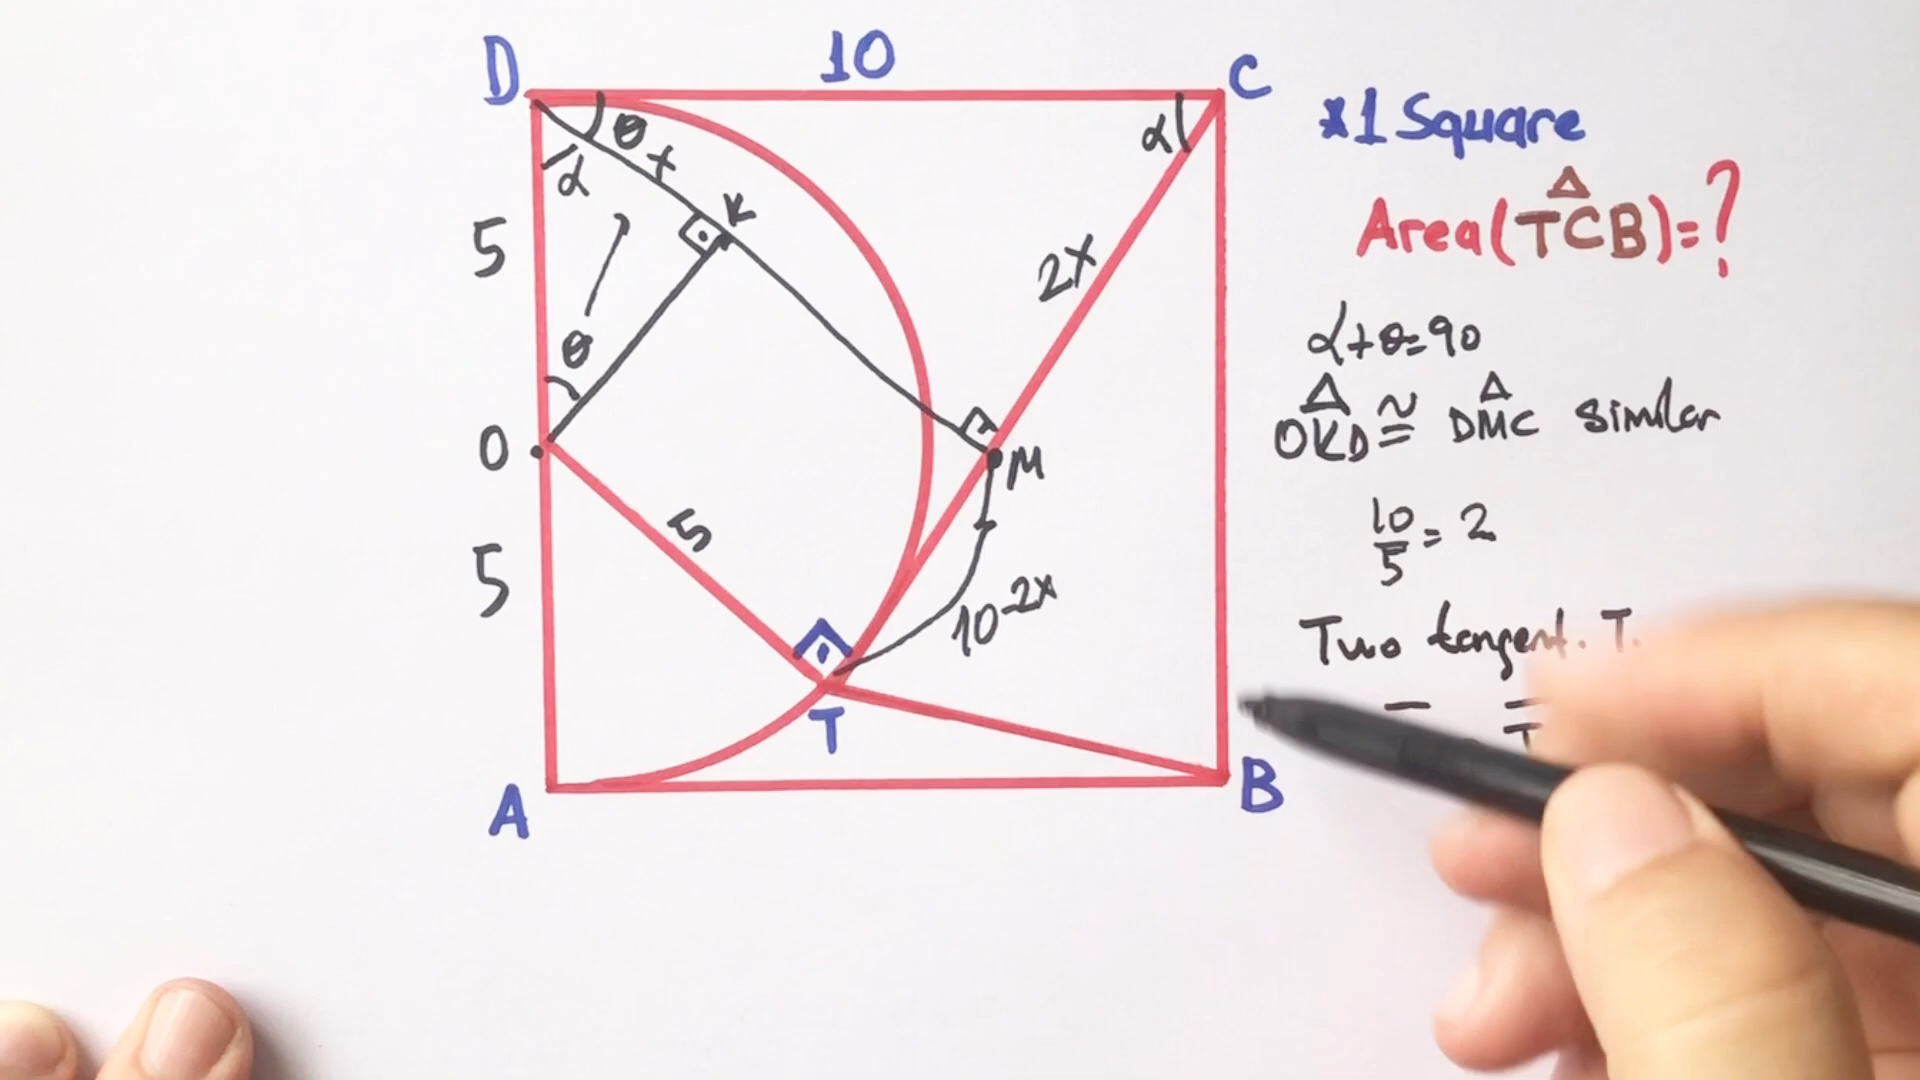 D
10
C
*1 Square
θ
α
x
K
α
Area(TCB)=?
5
2x
α+θ=90
θ
OKD ≅ DMC similar
O
M
10/5 = 2
5
5
10-2x
Two tangent. T.
T
A
B